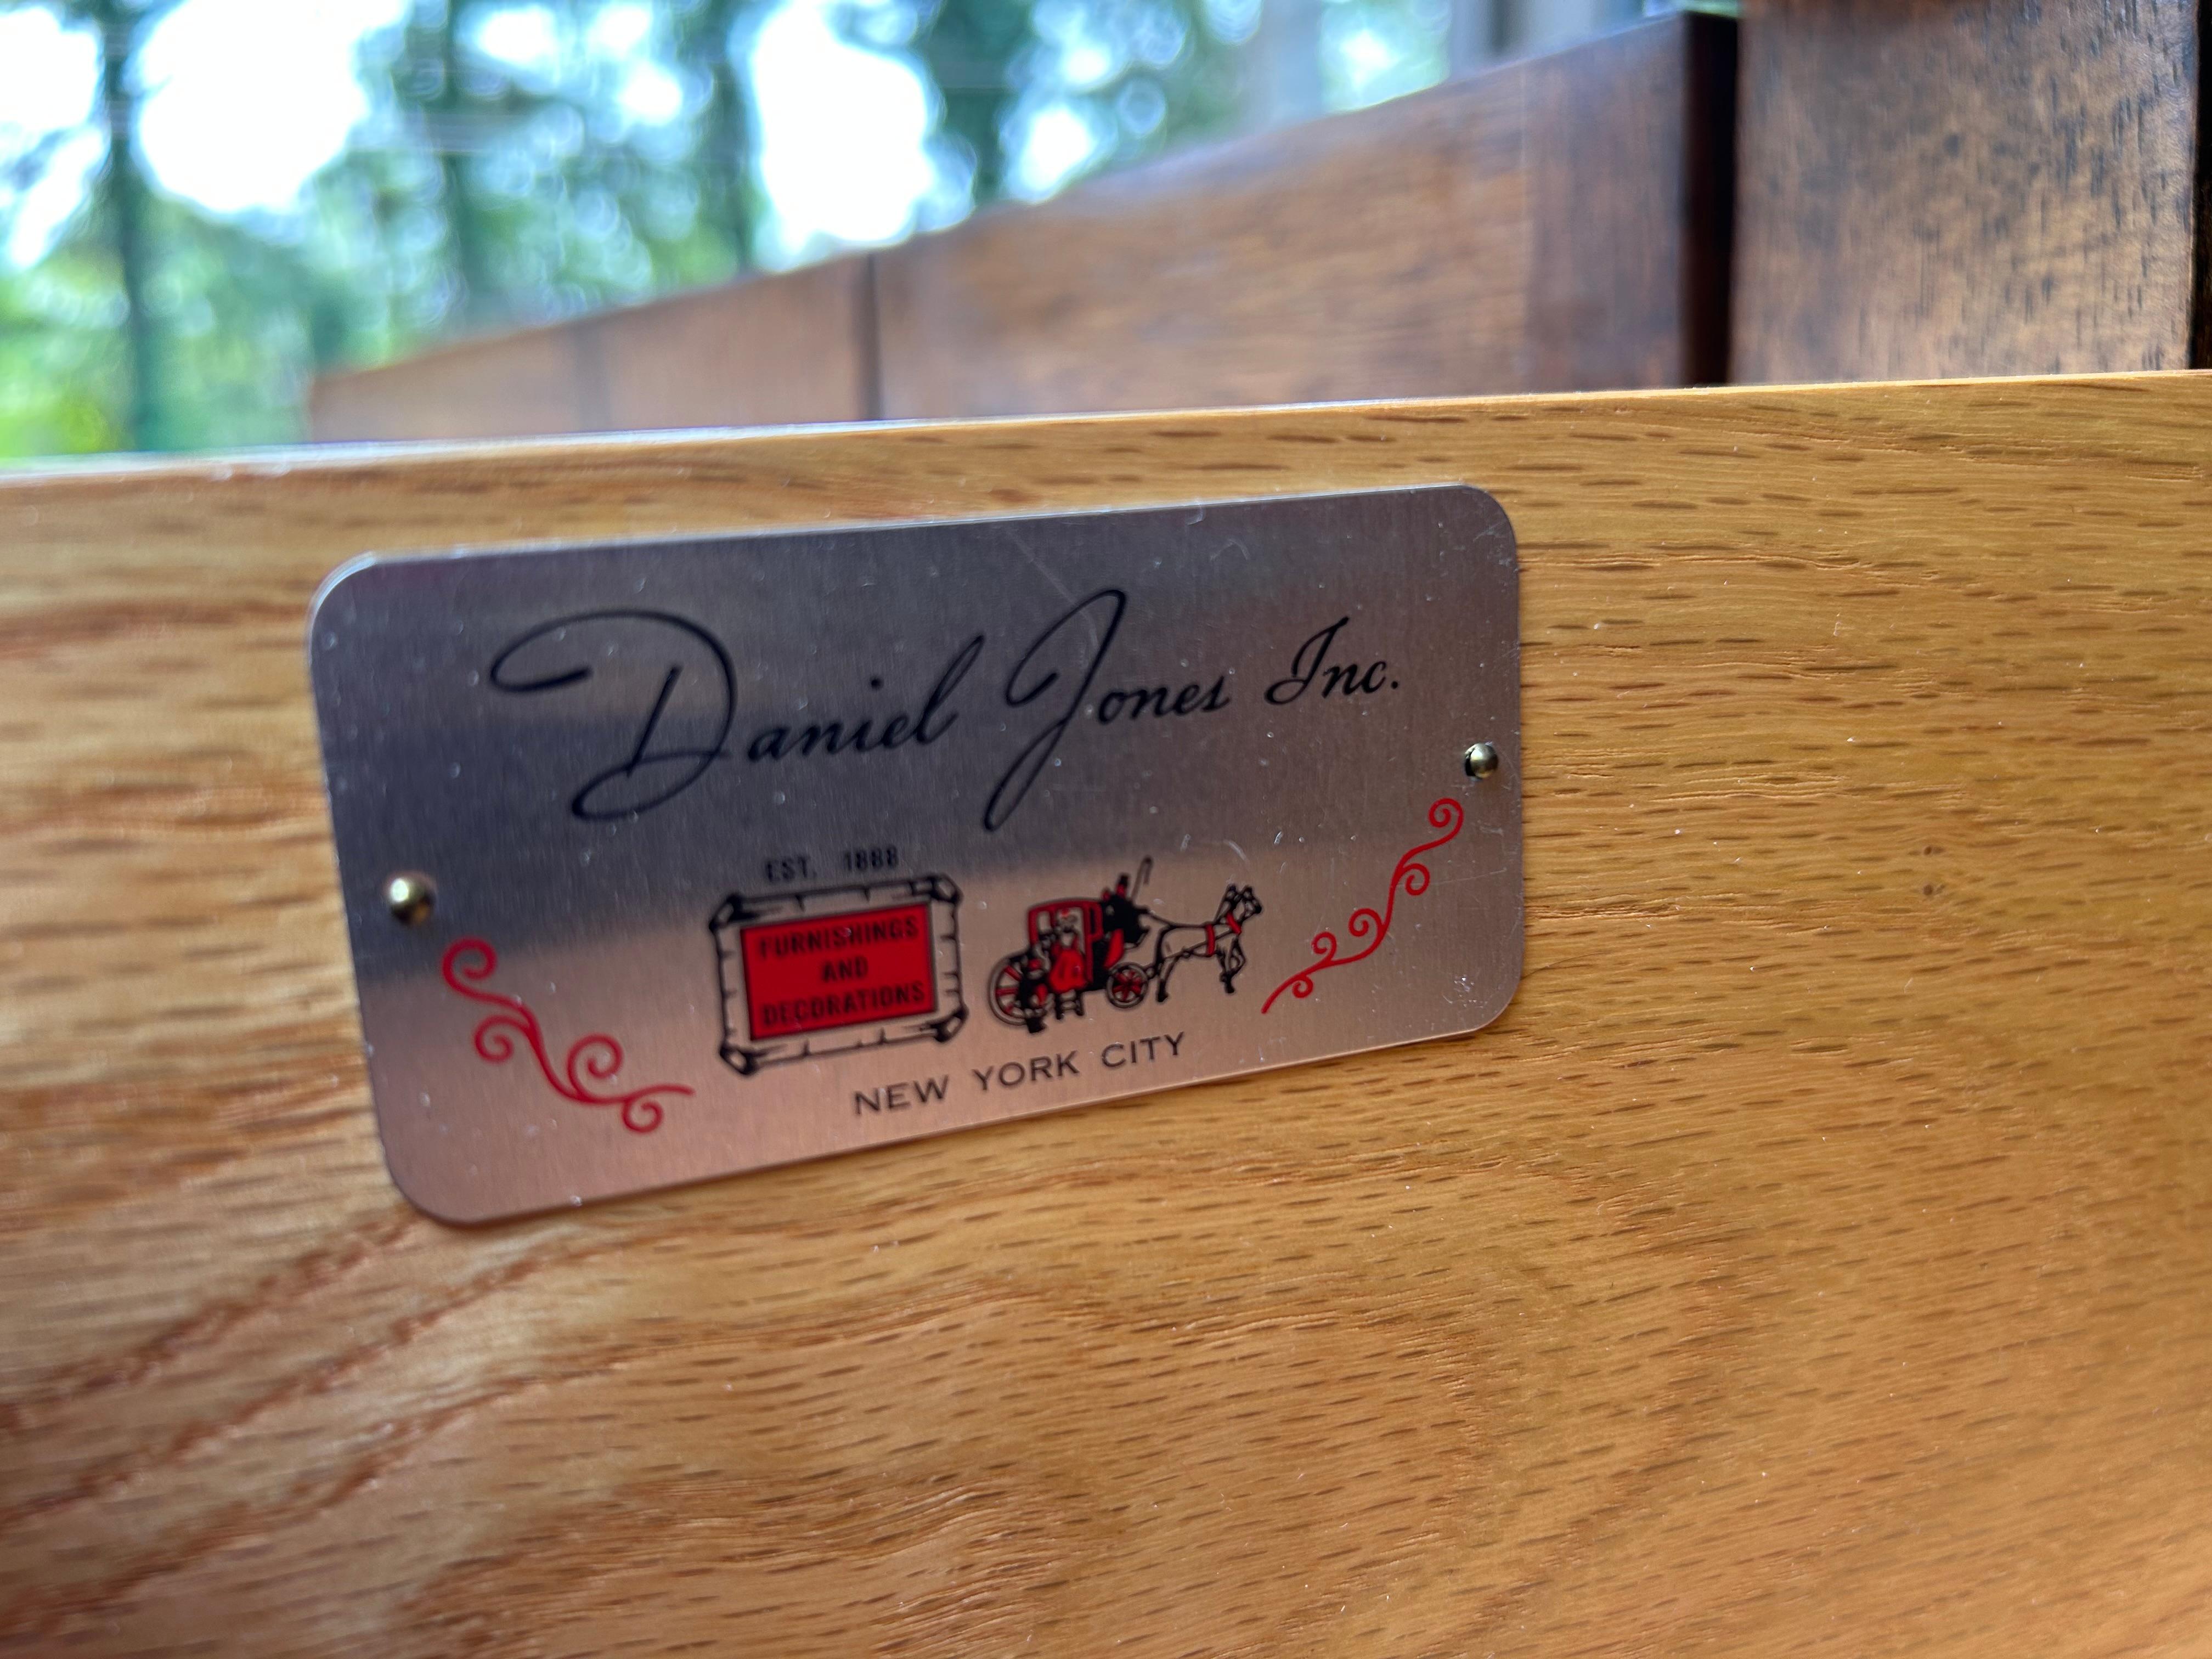 Daniel Jones Inc.
EST. 1888
FURNISHINGS
AND
DECORATIONS
NEW YORK CITY